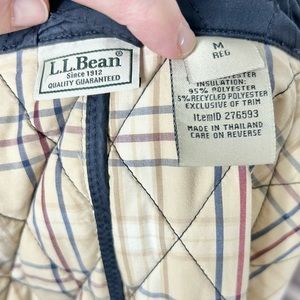 L.L.Bean
Since 1912
QUALITY GUARANTEED
M
REG
POLYESTER
INSULATION:
95% POLYESTER
5% RECYCLED POLYESTER
EXCLUSIVE OF TRIM
ItemID 276593
MADE IN THAILAND
CARE ON REVERSE